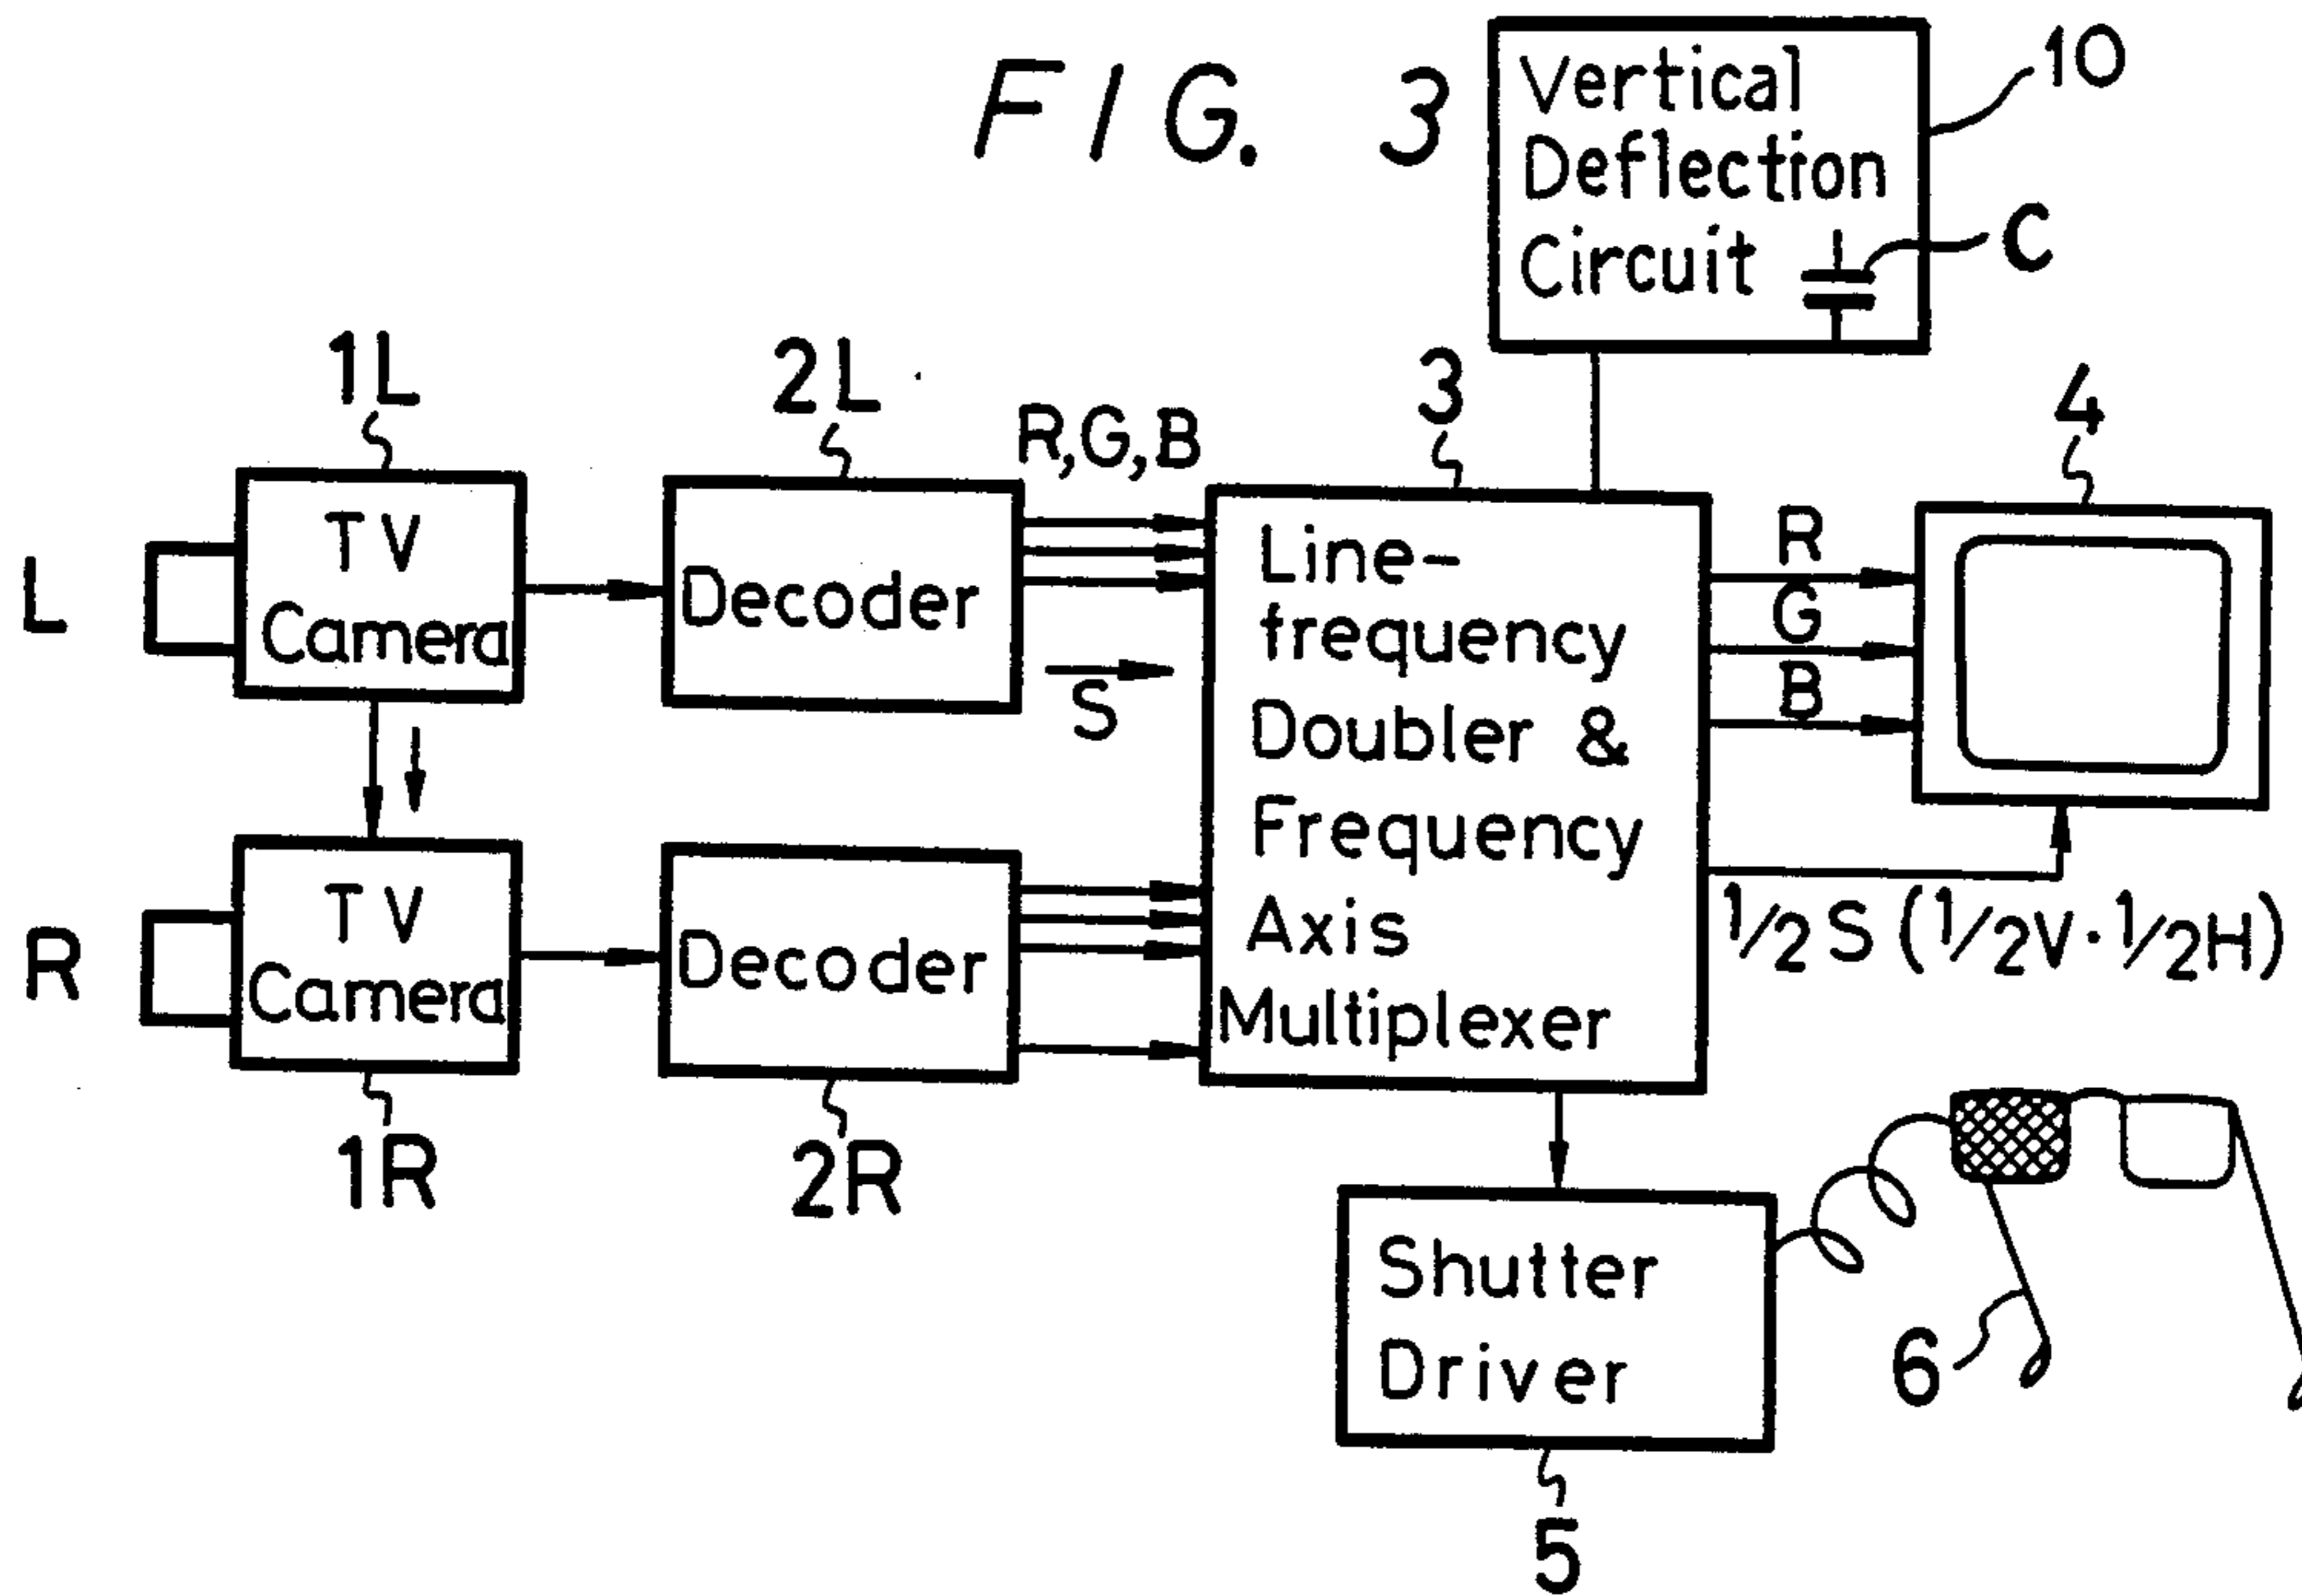 FIG. 3
Vertical
Deflection
Circuit
10
C
1L
2L
R,G,B
3
4
L
TV
Camera
Decoder
S
Line-
frequency
Doubler &
Frequency
Axis
Multiplexer
R
G
B
1/2 S (1/2V·1/2H)
R
TV
Camera
Decoder
1R
2R
Shutter
Driver
6
5